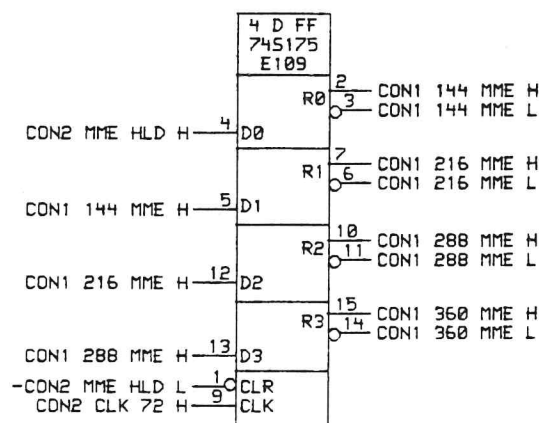 4 D FF
74S175
E109
R0 2 CON1 144 MME H
3 CON1 144 MME L
CON2 MME HLD H 4 D0
R1 7 CON1 216 MME H
6 CON1 216 MME L
CON1 144 MME H 5 D1
R2 10 CON1 288 MME H
11 CON1 288 MME L
CON1 216 MME H 12 D2
R3 15 CON1 360 MME H
14 CON1 360 MME L
CON1 288 MME H 13 D3
-CON2 MME HLD L 1 CLR
CON2 CLK 72 H 9 CLK